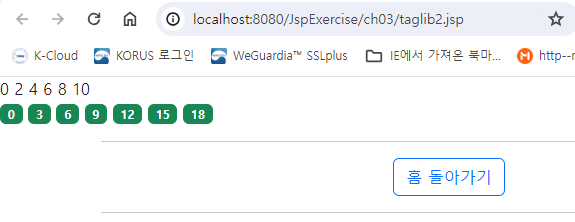 localhost:8080/JspExercise/ch03/taglib2.jsp
K-Cloud KORUS 로그인 WeGuardia™ SSLplus IE에서 가져온 북마... http--n
0 2 4 6 8 10
0 3 6 9 12 15 18
홈 돌아가기